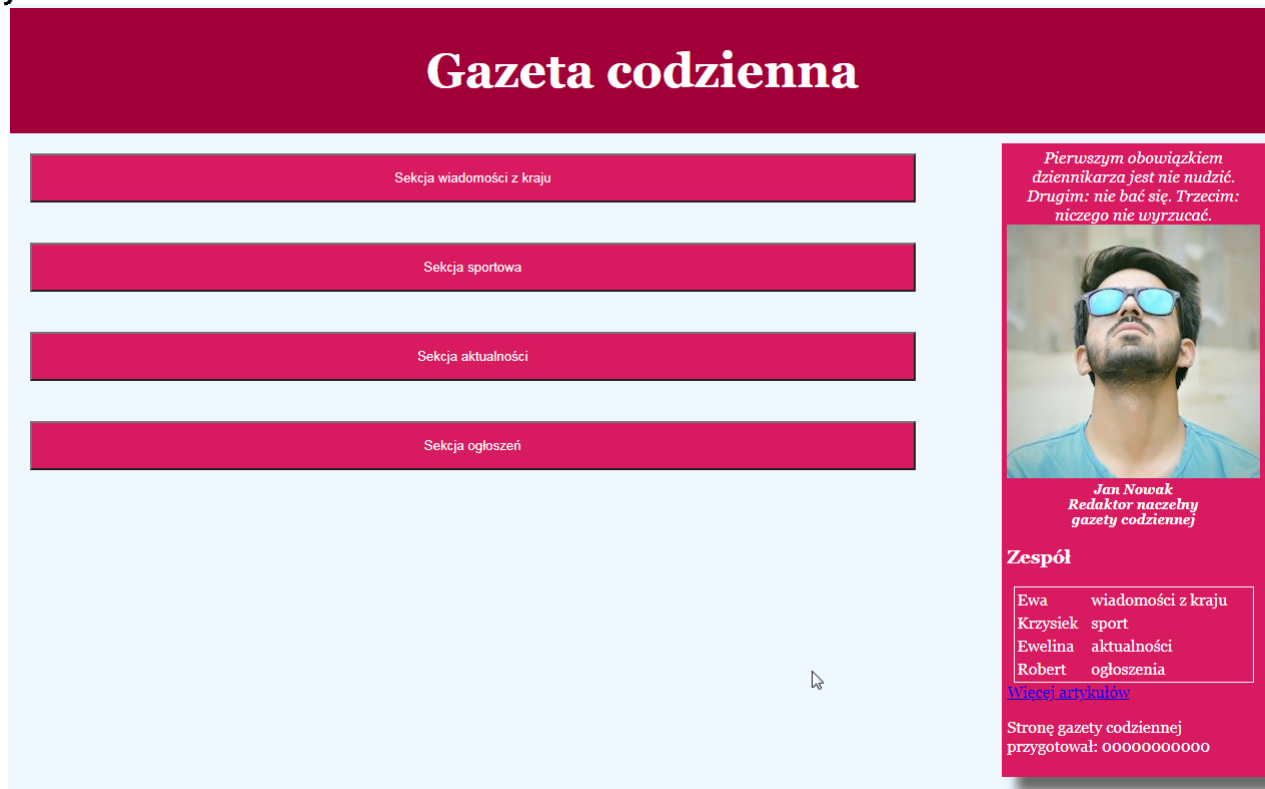 Gazeta codzienna
Sekcja wiadomości z kraju
Sekcja sportowa
Sekcja aktualności
Sekcja ogłoszeń
Pierwszym obowiązkiem
dziennikarza jest nie nudzić.
Drugim: nie bać się. Trzecim:
niczego nie wyrzucać.
Jan Nowak
Redaktor naczelny
gazety codziennej
Zespół
Ewa wiadomości z kraju
Krzysiek sport
Ewelina aktualności
Robert ogłoszenia
Więcej artykułów
Stronę gazety codziennej
przygotował: 00000000000